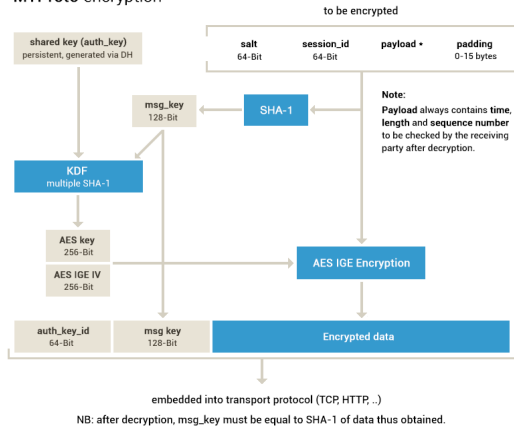 MTProto encryption
to be encrypted
shared key (auth_key)
persistent, generated via DH
salt
64-Bit
session_id
64-Bit
payload ⋆
padding
0-15 bytes
msg_key
128-Bit
SHA-1
Note:
Payload always contains time,
length and sequence number
to be checked by the receiving
party after decryption.
KDF
multiple SHA-1
AES key
256-Bit
AES IGE IV
256-Bit
AES IGE Encryption
auth_key_id
64-Bit
msg key
128-Bit
Encrypted data
embedded into transport protocol (TCP, HTTP, ..)
NB: after decryption, msg_key must be equal to SHA-1 of data thus obtained.